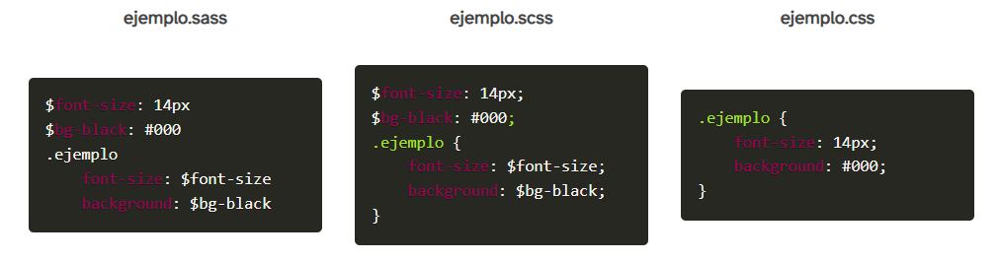 ejemplo.sass
$font-size: 14px
$bg-black: #000
.ejemplo
    font-size: $font-size
    background: $bg-black
ejemplo.scss
$font-size: 14px;
$bg-black: #000;
.ejemplo {
    font-size: $font-size;
    background: $bg-black;
}
ejemplo.css
.ejemplo {
    font-size: 14px;
    background: #000;
}